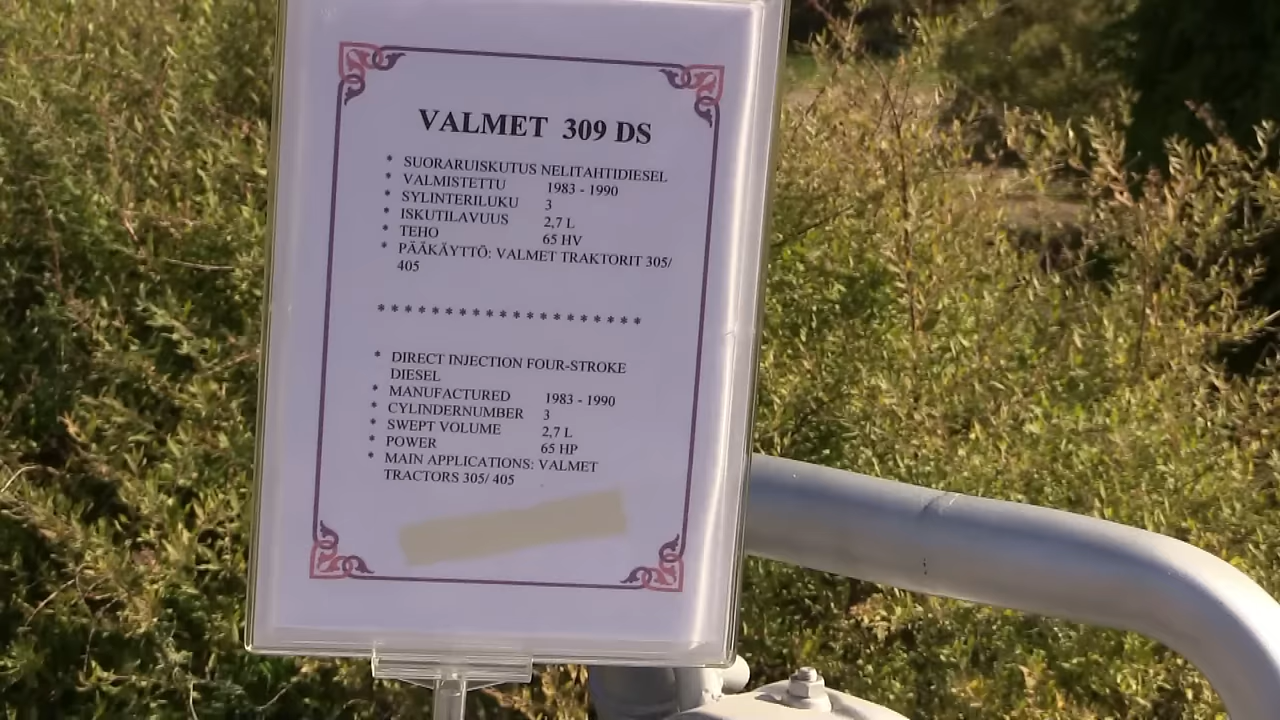 VALMET 309 DS
* SUORARUISKUTUS NELITAHTIDIESEL
* VALMISTETTU 1983 - 1990
* SYLINTERILUKU 3
* ISKUTILAVUUS 2,7 L
* TEHO 65 HV
* PÄÄKÄYTTÖ: VALMET TRAKTORIT 305/
405
* * * * * * * * * * * * * * * * * * * *
* DIRECT INJECTION FOUR-STROKE
DIESEL
* MANUFACTURED 1983 - 1990
* CYLINDERNUMBER 3
* SWEPT VOLUME 2,7 L
* POWER 65 HP
* MAIN APPLICATIONS: VALMET
TRACTORS 305/ 405